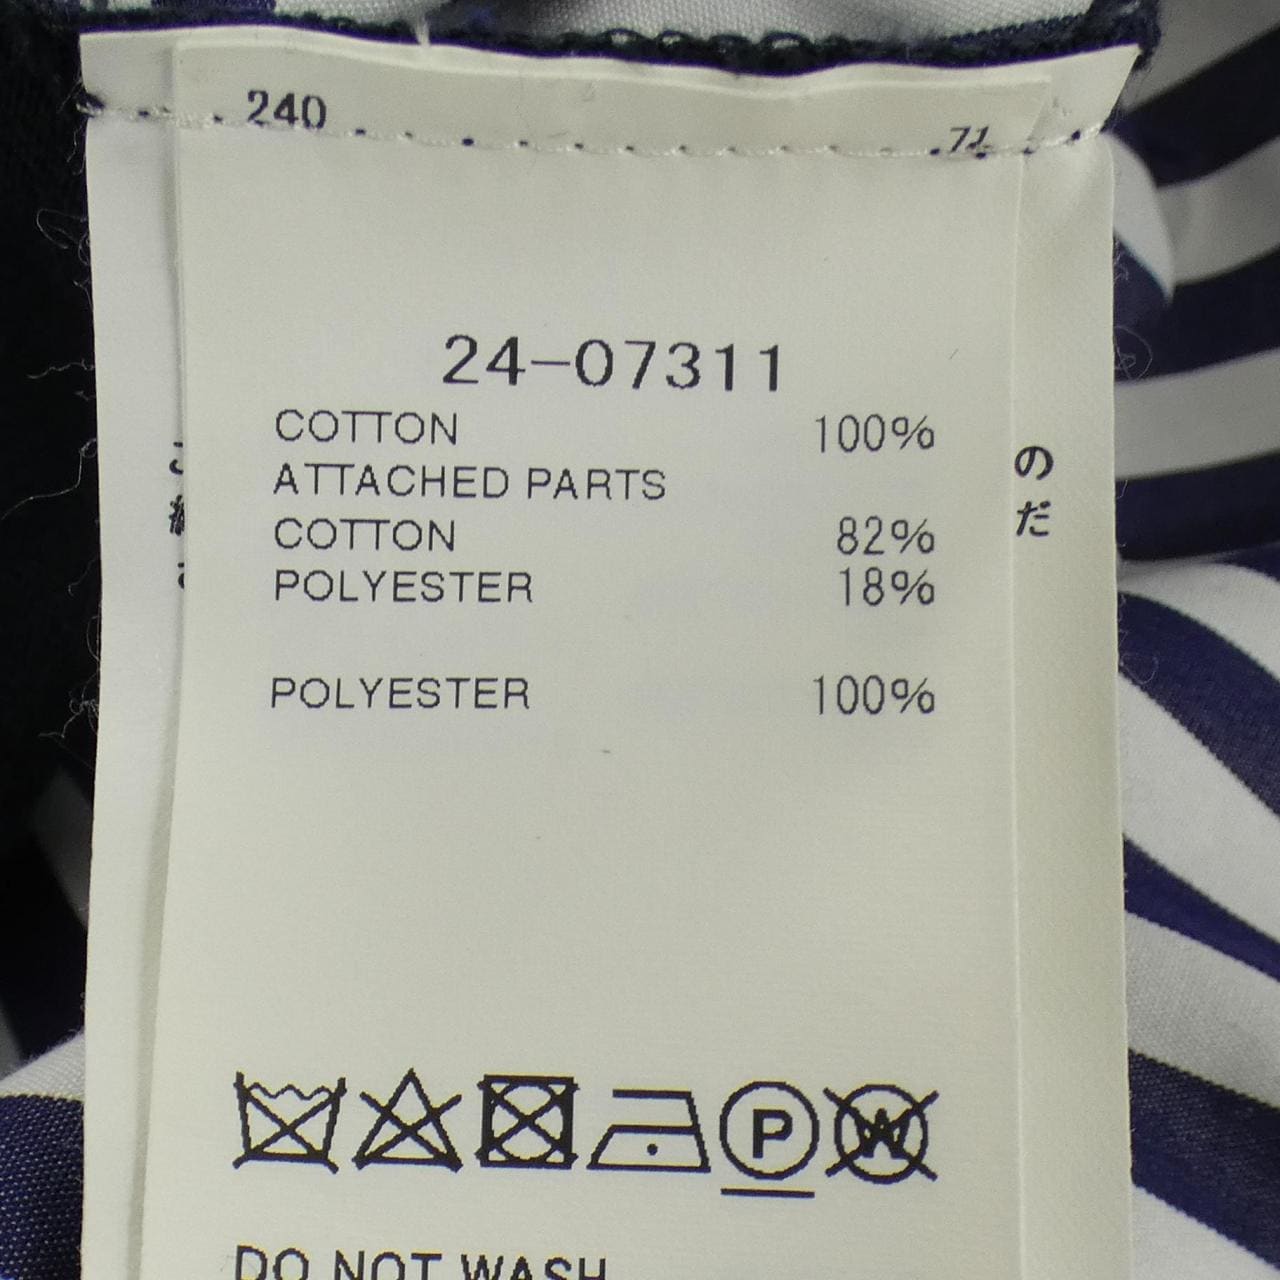 240
24-07311
COTTON 100%
ATTACHED PARTS
COTTON 82%
POLYESTER 18%
POLYESTER 100%
の
だ
P
W
DO NOT WASH